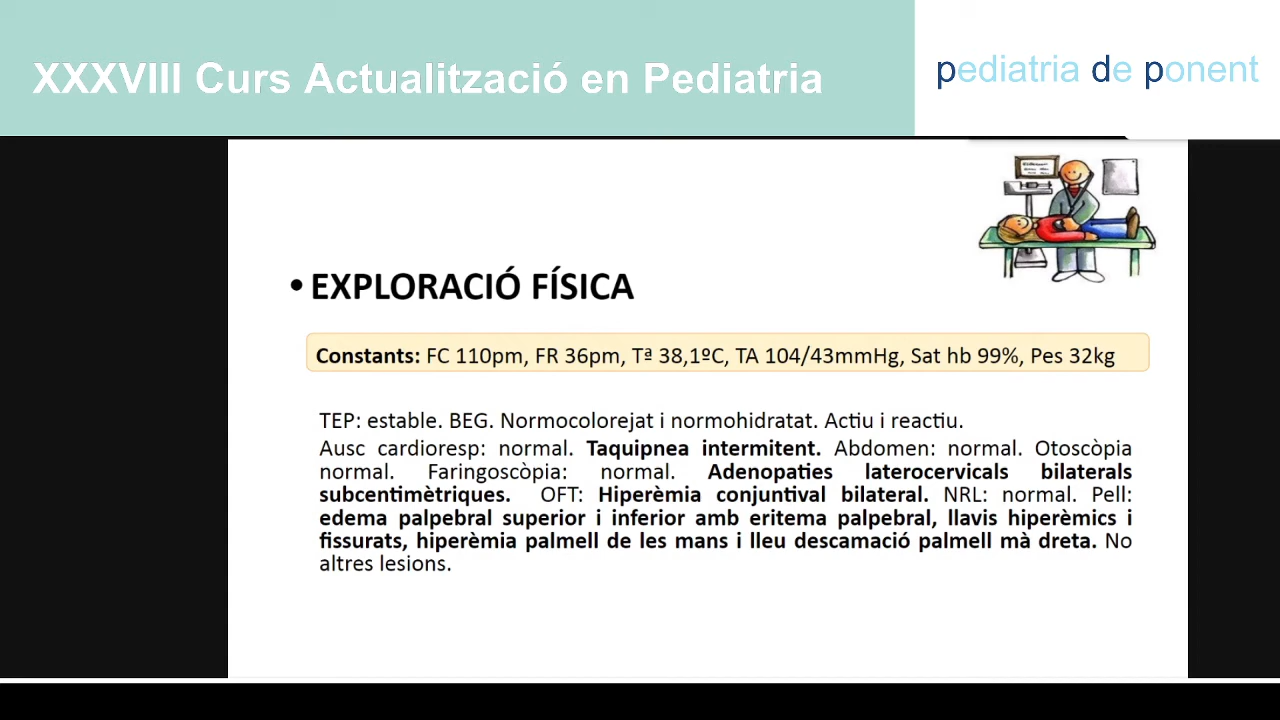 XXXVIII Curs Actualització en Pediatria
pediatria de ponent
• EXPLORACIÓ FÍSICA
Constants: FC 110pm, FR 36pm, Tª 38,1ºC, TA 104/43mmHg, Sat hb 99%, Pes 32kg
TEP: estable. BEG. Normocolorejat i normohidratat. Actiu i reactiu.
Ausc cardioresp: normal. Taquipnea intermitent. Abdomen: normal. Otoscòpia
normal. Faringoscòpia: normal. Adenopaties laterocervicals bilaterals
subcentimètriques. OFT: Hiperèmia conjuntival bilateral. NRL: normal. Pell:
edema palpebral superior i inferior amb eritema palpebral, llavis hiperèmics i
fissurats, hiperèmia palmell de les mans i lleu descamació palmell mà dreta. No
altres lesions.